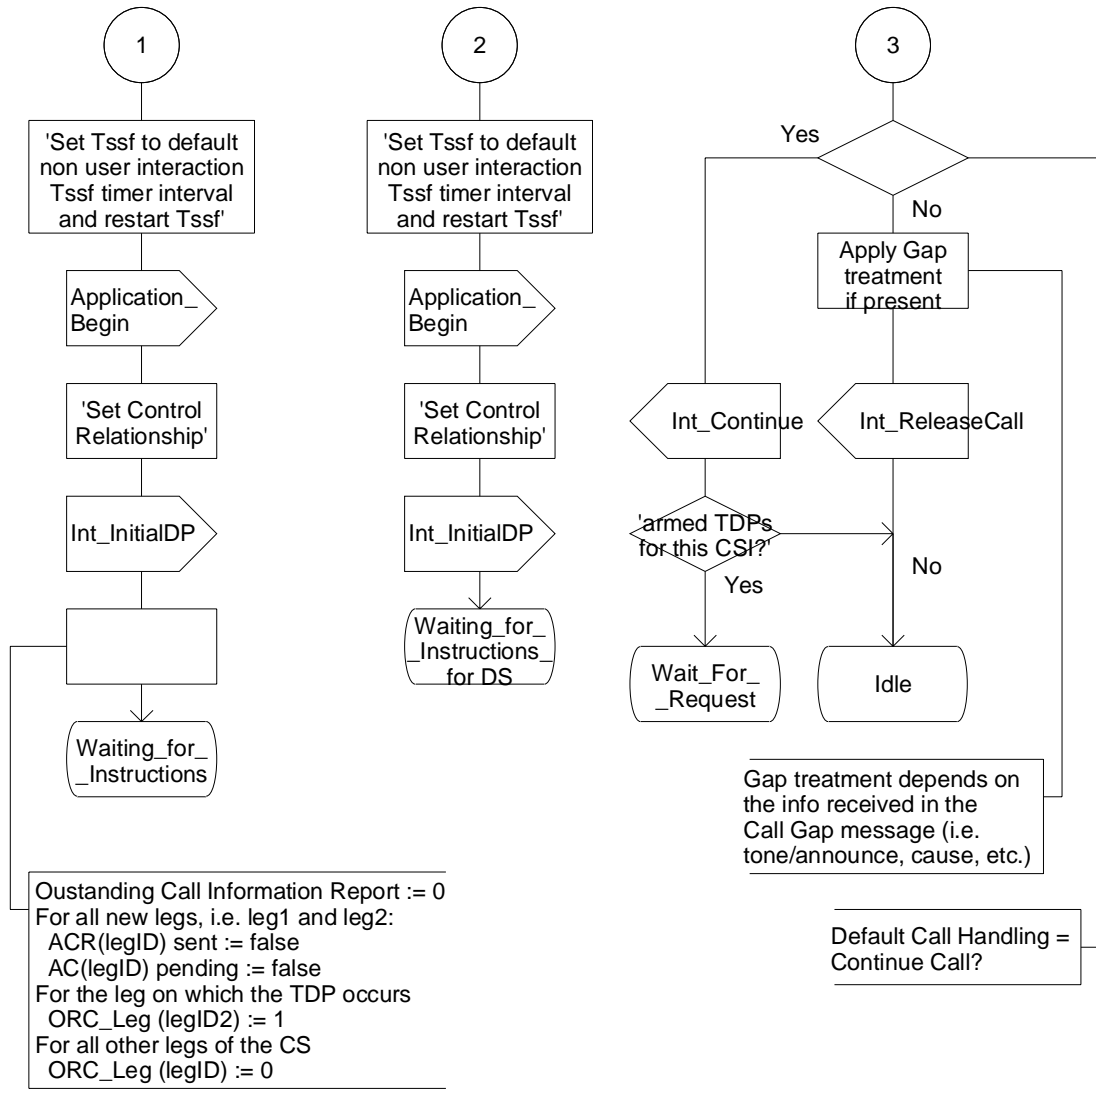 1
'Set Tssf to default
non user interaction
Tssf timer interval
and restart Tssf'
Application_
Begin
'Set Control
Relationship'
Int_InitialDP
Waiting_for_
_Instructions
Oustanding Call Information Report := 0
For all new legs, i.e. leg1 and leg2:
ACR(legID) sent := false
AC(legID) pending := false
For the leg on which the TDP occurs
ORC_Leg (legID2) := 1
For all other legs of the CS
ORC_Leg (legID) := 0
2
'Set Tssf to default
non user interaction
Tssf timer interval
and restart Tssf'
Application_
Begin
'Set Control
Relationship'
Int_InitialDP
Waiting_for_
_Instructions_
for DS
3
Yes
No
Apply Gap
treatment
if present
Int_Continue
Int_ReleaseCall
'armed TDPs
for this CSI?'
No
Yes
Wait_For_
_Request
Idle
Gap treatment depends on
the info received in the
Call Gap message (i.e.
tone/announce, cause, etc.)
Default Call Handling =
Continue Call?